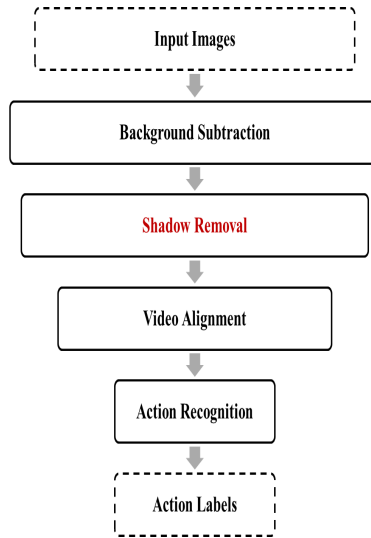 Input Images
Background Subtraction
Shadow Removal
Video Alignment
Action Recognition
Action Labels